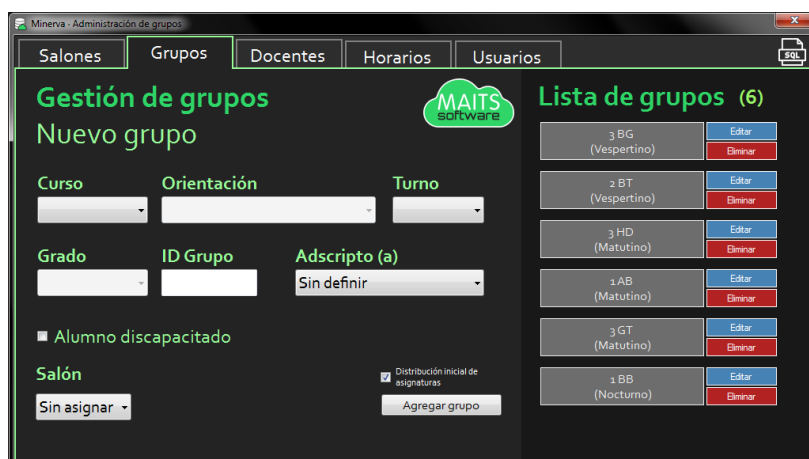 Minerva - Administración de grupos
x
Salones
Grupos
Docentes
Horarios
Usuarios
SQL
Gestión de grupos
MAITS
software
Nuevo grupo
Curso
Orientación
Turno
Grado
ID Grupo
Adscripto (a)
Sin definir
Alumno discapacitado
Salón
Sin asignar
Distribución inicial de
asignaturas
Agregar grupo
Lista de grupos (6)
3 BG
(Vespertino)
Editar
Eliminar
2 BT
(Vespertino)
Editar
Eliminar
3 HD
(Matutino)
Editar
Eliminar
1 AB
(Matutino)
Editar
Eliminar
3 GT
(Matutino)
Editar
Eliminar
1 BB
(Nocturno)
Editar
Eliminar